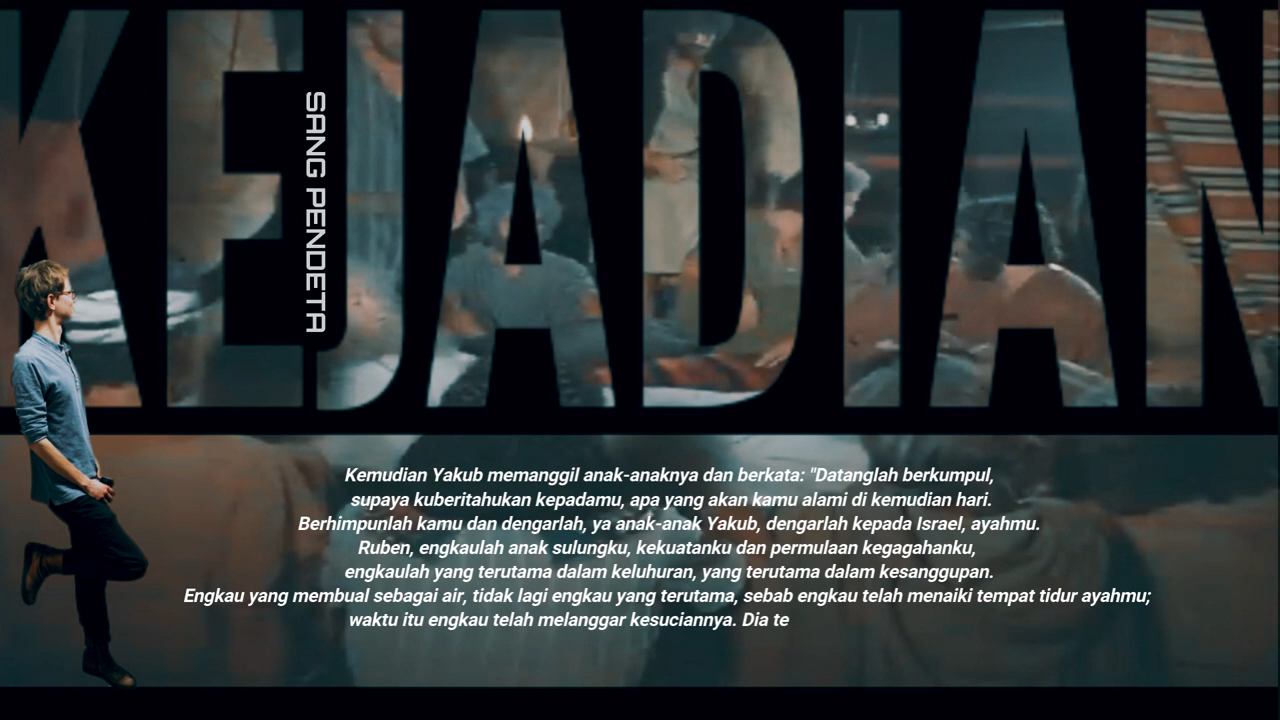 KEJADIAN
SANG PENDETA
Kemudian Yakub memanggil anak-anaknya dan berkata: "Datanglah berkumpul,
supaya kuberitahukan kepadamu, apa yang akan kamu alami di kemudian hari.
Berhimpunlah kamu dan dengarlah, ya anak-anak Yakub, dengarlah kepada Israel, ayahmu.
Ruben, engkaulah anak sulungku, kekuatanku dan permulaan kegagahanku,
engkaulah yang terutama dalam keluhuran, yang terutama dalam kesanggupan.
Engkau yang membual sebagai air, tidak lagi engkau yang terutama, sebab engkau telah menaiki tempat tidur ayahmu;
waktu itu engkau telah melanggar kesuciannya. Dia te